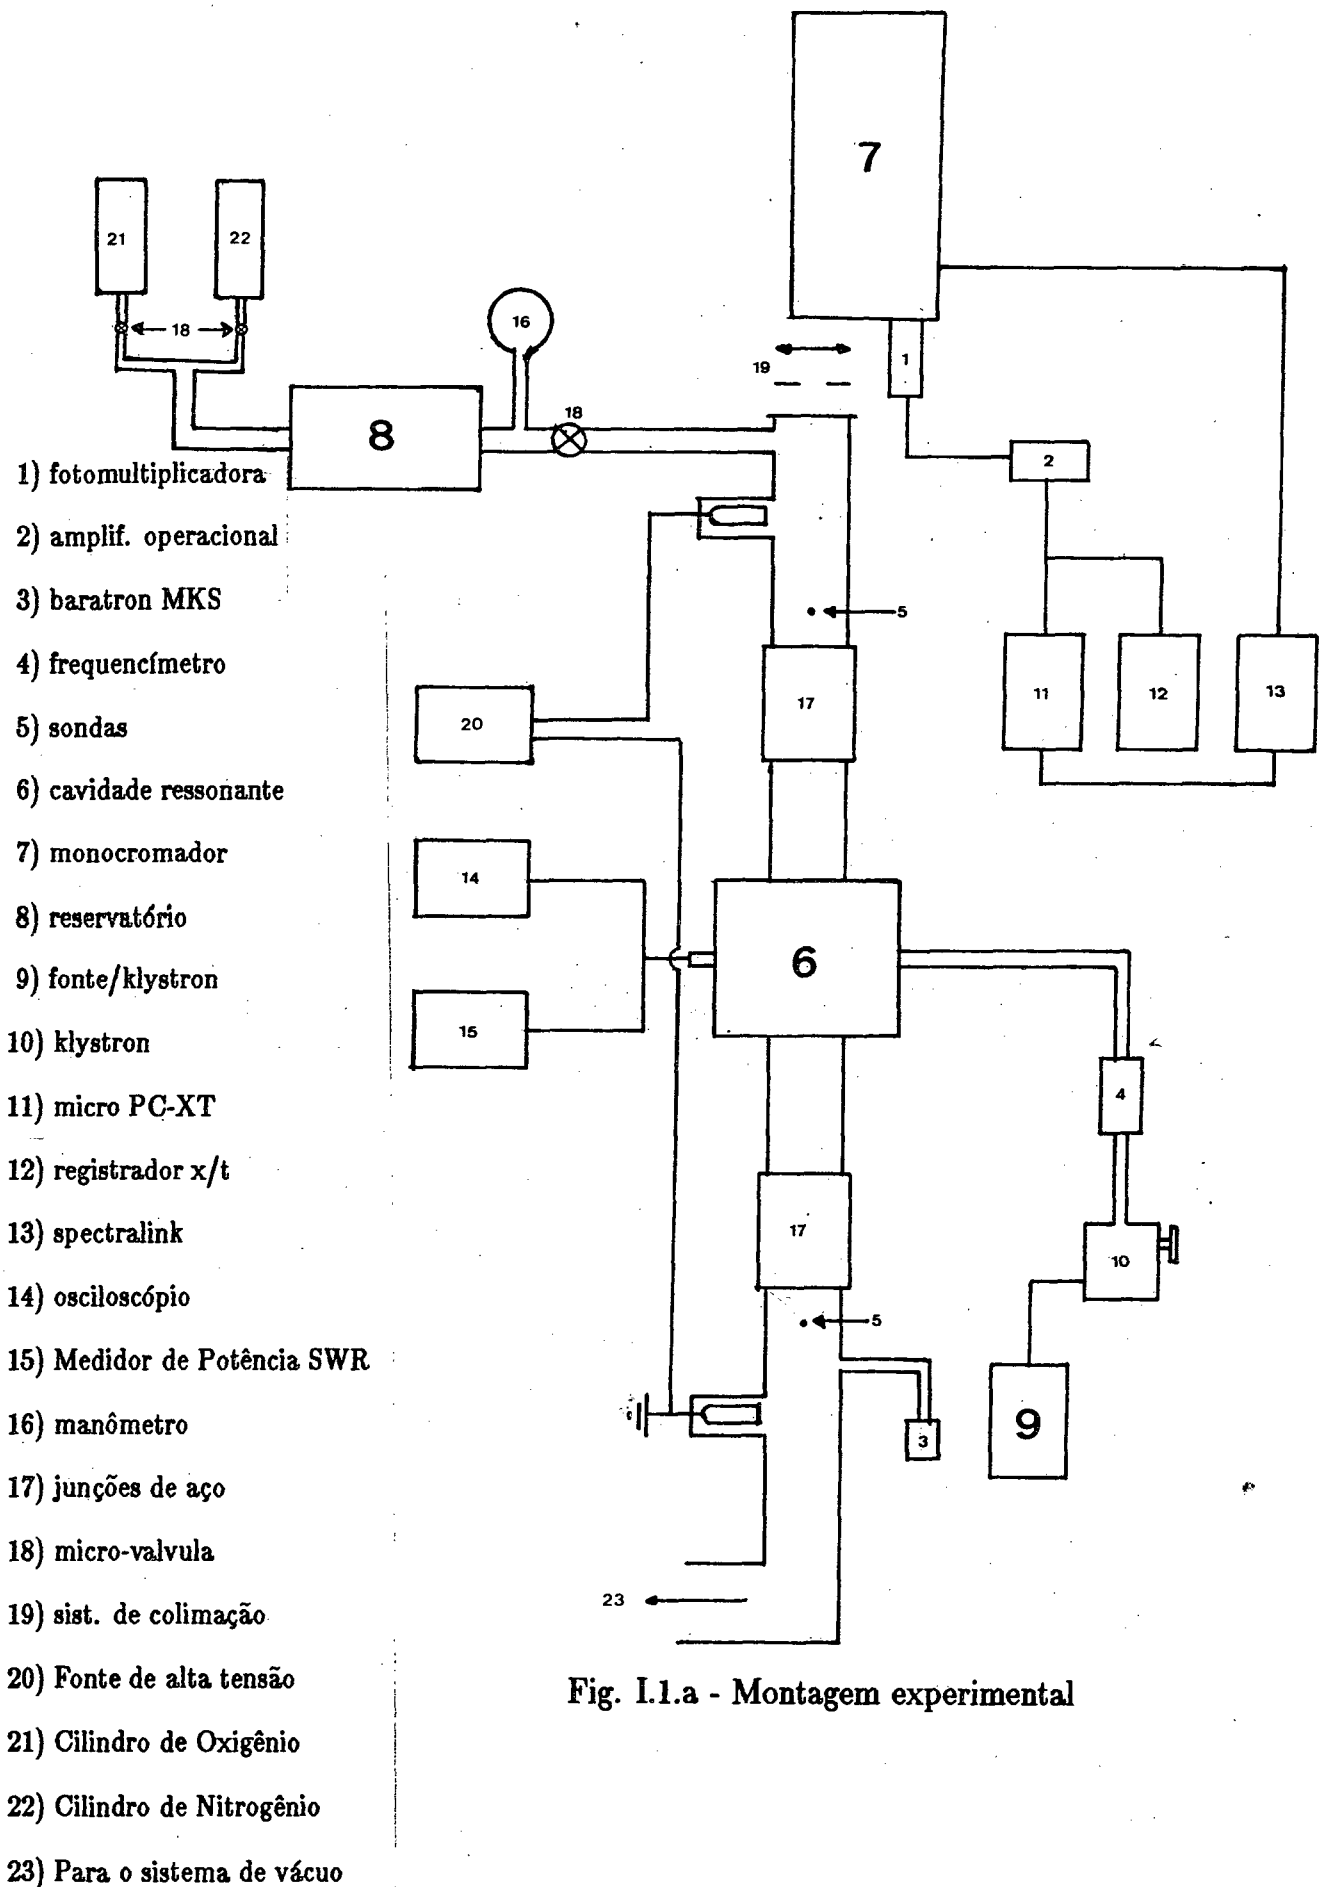 7
21
22
18
16
19
1
18
8
2
1) fotomultiplicadora
2) amplif. operacional
3) baratron MKS
5
4) frequencímetro
17
11
12
13
20
5) sondas
6) cavidade ressonante
7) monocromador
14
8) reservatório
6
9) fonte/klystron
15
10) klystron
4
11) micro PC-XT
12) registrador x/t
13) spectralink
17
10
14) osciloscópio
5
15) Medidor de Potência SWR
16) manômetro
9
3
17) junções de aço
18) micro-valvula
23
19) sist. de colimação
20) Fonte de alta tensão
Fig. I.1.a - Montagem experimental
21) Cilindro de Oxigênio
22) Cilindro de Nitrogênio
23) Para o sistema de vácuo